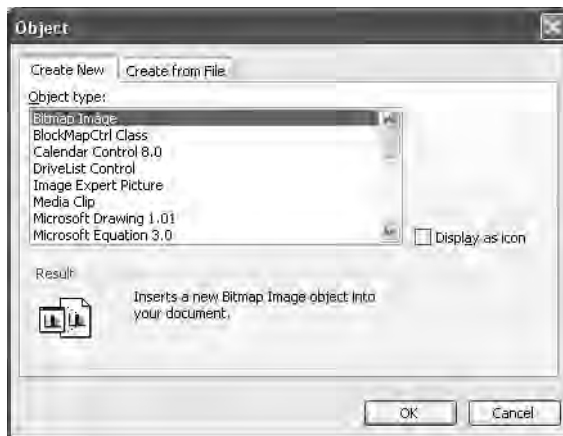 Object
Create New
Create from File
Object type:
Bitmap Image
BlockMapCtrl Class
Calendar Control 8.0
DriveList Control
Image Expert Picture
Media Clip
Microsoft Drawing 1.01
Microsoft Equation 3.0
Display as icon
Result
Inserts a new Bitmap Image object into
your document.
OK
Cancel